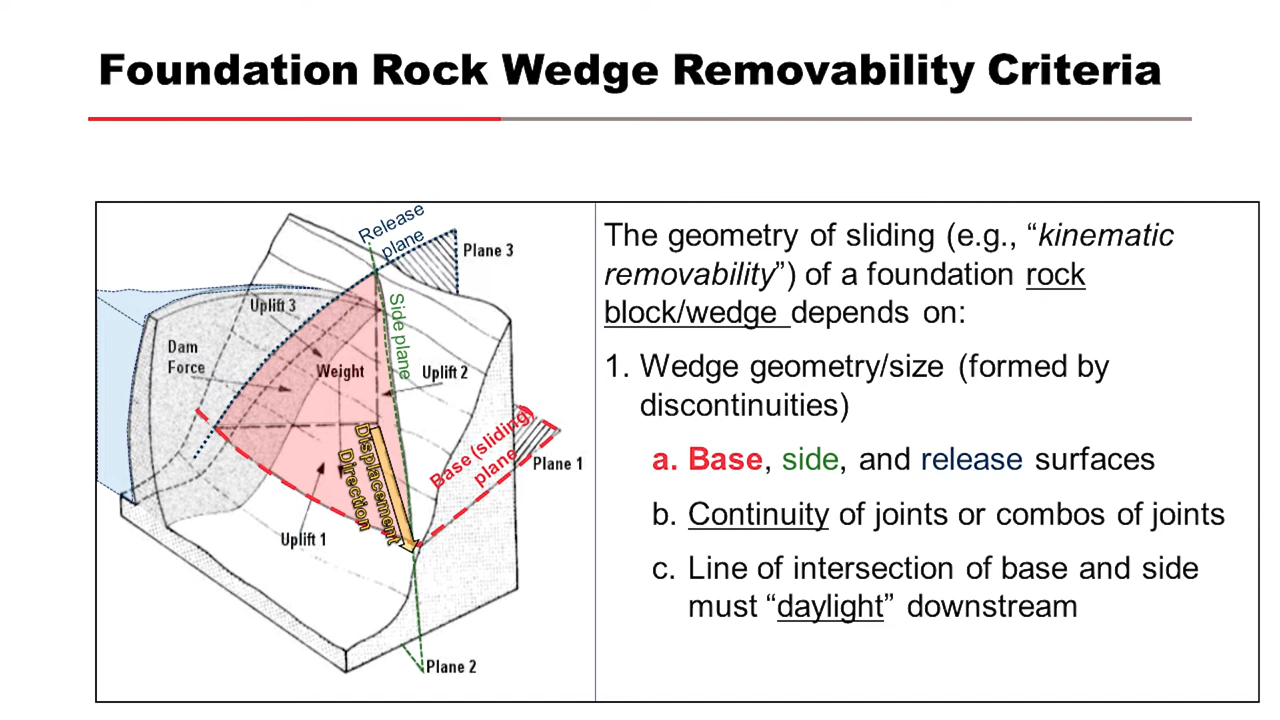 Foundation Rock Wedge Removability Criteria
Release
plane
Plane 3
Uplift 3
Side plane
Dam
Force
Weight
Uplift 2
Base (sliding)
plane
Displacement
Direction
Plane 1
Uplift 1
Plane 2
The geometry of sliding (e.g., “kinematic
removability”) of a foundation rock
block/wedge depends on:
1. Wedge geometry/size (formed by
discontinuities)
a. Base, side, and release surfaces
b. Continuity of joints or combos of joints
c. Line of intersection of base and side
must “daylight” downstream